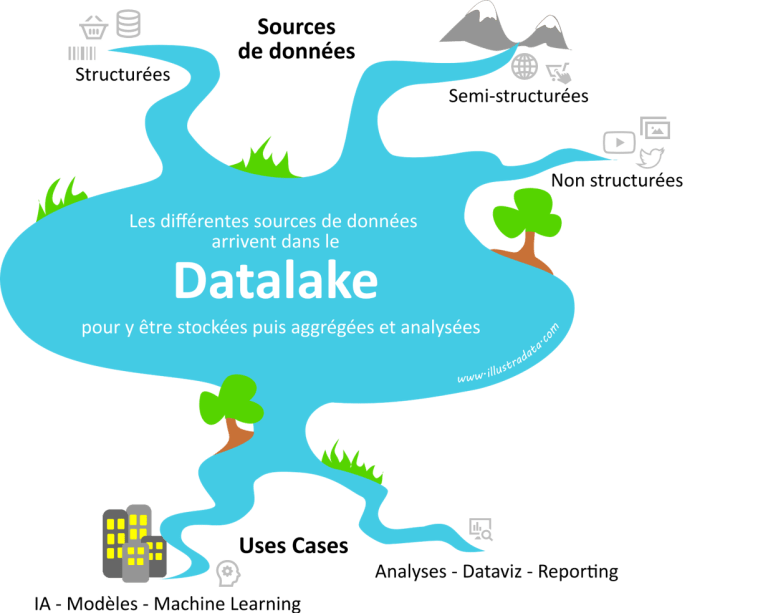 Sources
de données
Structurées
Semi-structurées
Non structurées
Les différentes sources de données
arrivent dans le
Datalake
pour y être stockées puis aggrégées et analysées
www.illustradata.com
Uses Cases
Analyses - Dataviz - Reporting
IA - Modèles - Machine Learning